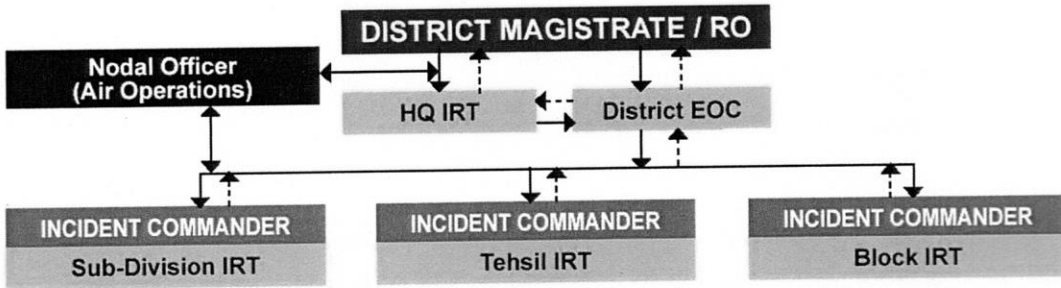 DISTRICT MAGISTRATE / RO
Nodal Officer
(Air Operations)
HQ IRT
District EOC
INCIDENT COMMANDER
Sub-Division IRT
INCIDENT COMMANDER
Tehsil IRT
INCIDENT COMMANDER
Block IRT